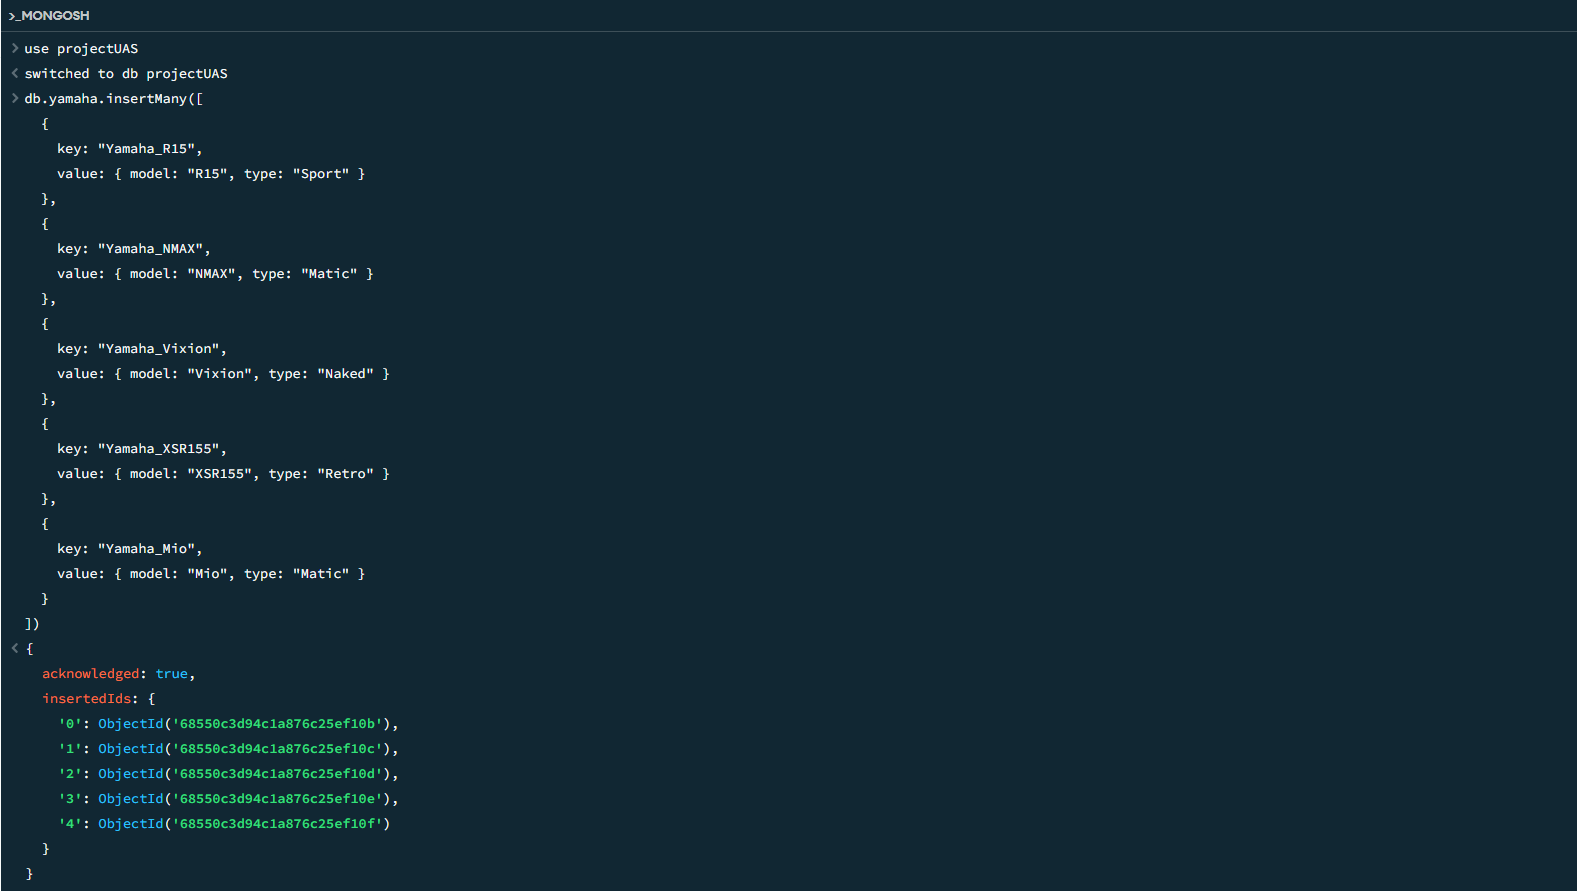 >_MONGOSH
> use projectUAS
< switched to db projectUAS
> db.yamaha.insertMany([
{
key: "Yamaha_R15",
value: { model: "R15", type: "Sport" }
},
{
key: "Yamaha_NMAX",
value: { model: "NMAX", type: "Matic" }
},
{
key: "Yamaha_Vixion",
value: { model: "Vixion", type: "Naked" }
},
{
key: "Yamaha_XSR155",
value: { model: "XSR155", type: "Retro" }
},
{
key: "Yamaha_Mio",
value: { model: "Mio", type: "Matic" }
}
])
< {
acknowledged: true,
insertedIds: {
'0': ObjectId('68550c3d94c1a876c25ef10b'),
'1': ObjectId('68550c3d94c1a876c25ef10c'),
'2': ObjectId('68550c3d94c1a876c25ef10d'),
'3': ObjectId('68550c3d94c1a876c25ef10e'),
'4': ObjectId('68550c3d94c1a876c25ef10f')
}
}